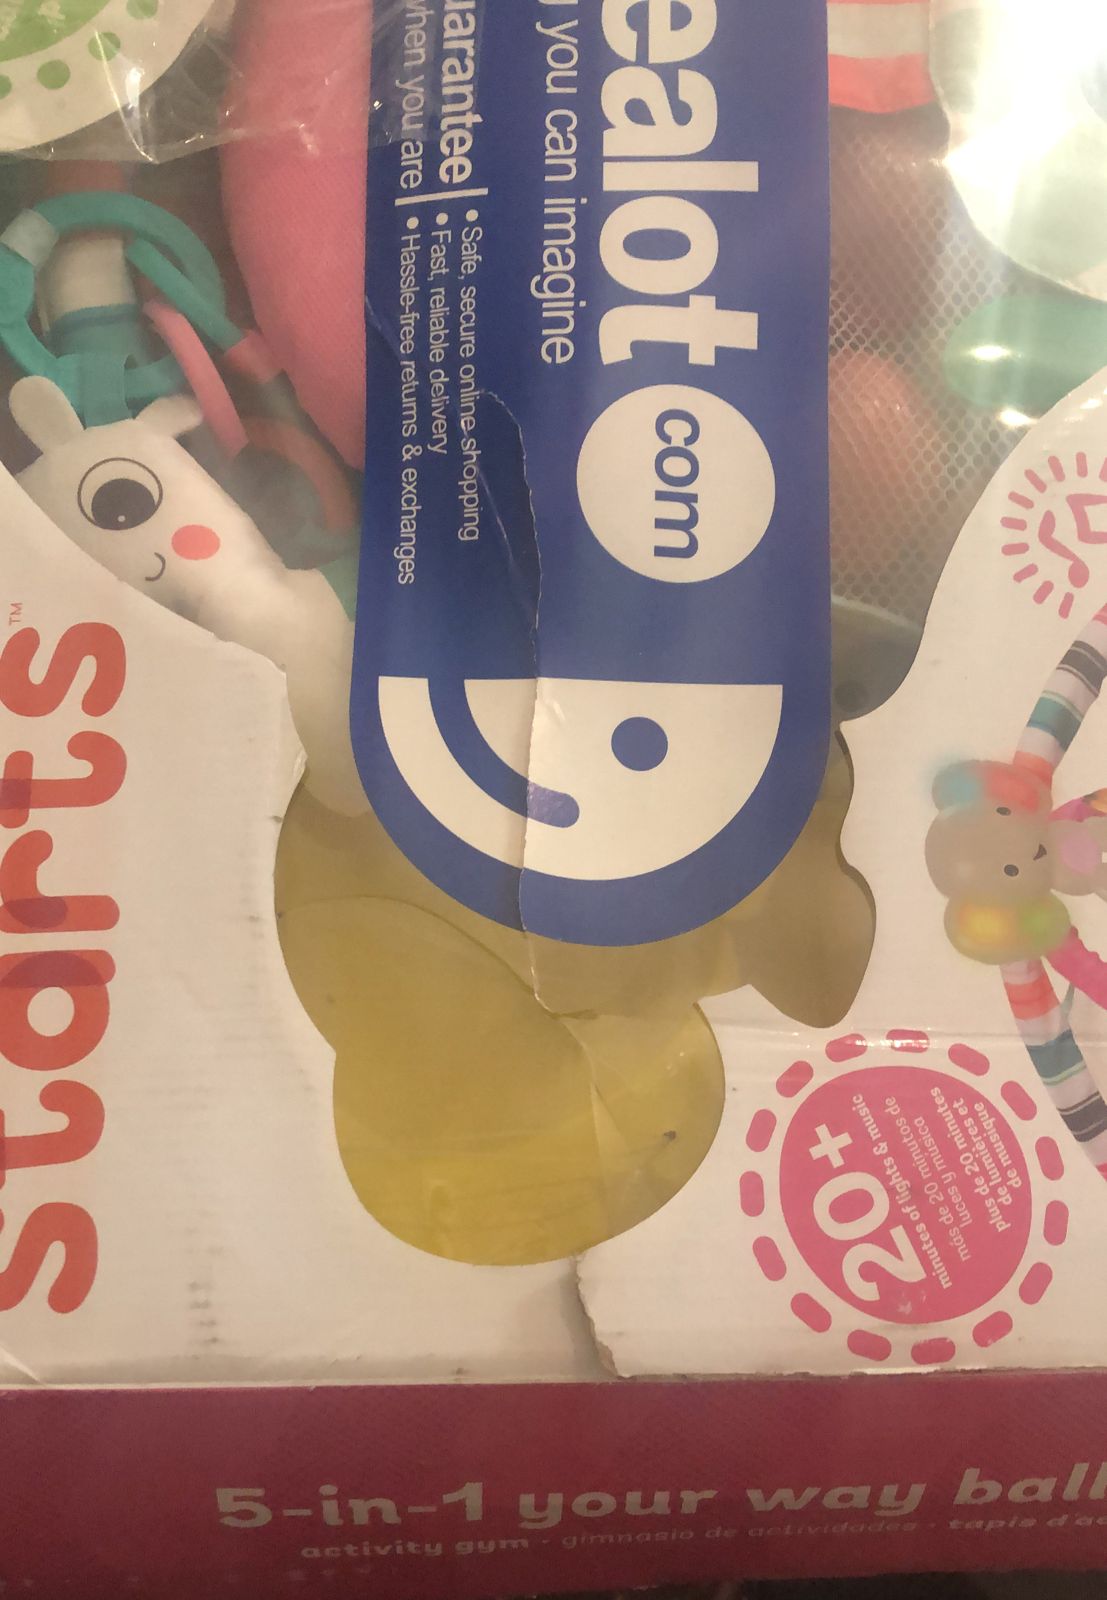 ealot com
you can imagine
uarantee
when you are
• Safe, secure online shopping
• Fast, reliable delivery
• Hassle-free returns & exchanges
starts™
20+
minutes of lights & music
más de 20 minutos de
luces y musica
plus de 20 minutes
de lumières et
de musique
5-in-1 your way ball
activity gym - gimnasio de actividades - tapis d'ac